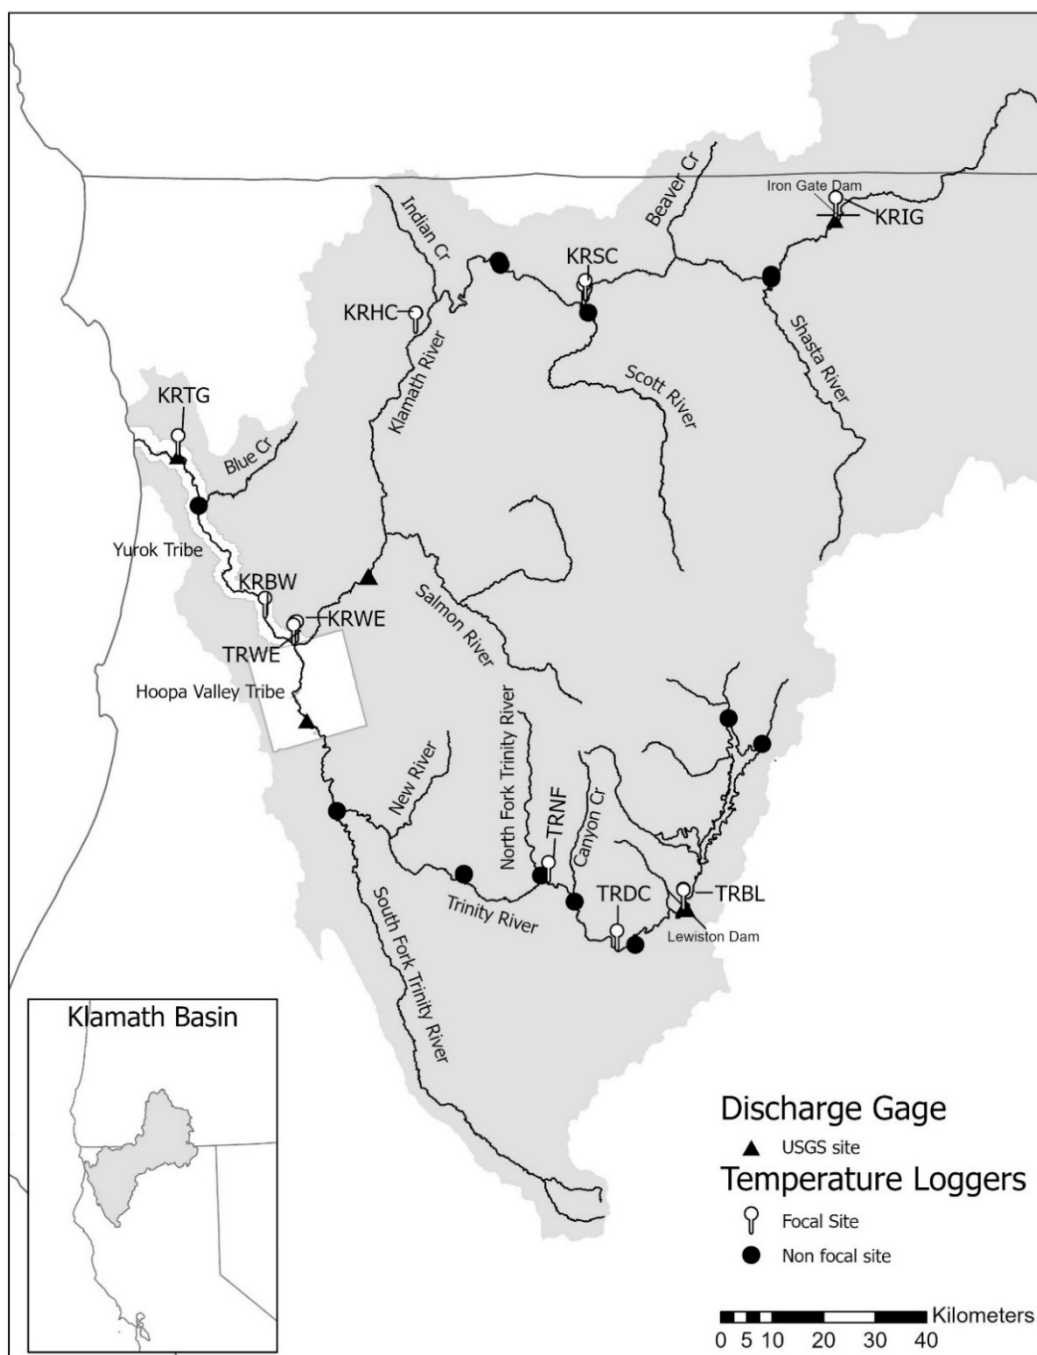 Beaver Cr
Iron Gate Dam
KRIG
Indian Cr
KRSC
KRHC
Klamath River
Shasta River
Scott River
KRTG
Blue Cr
Yurok Tribe
KRBW
KRWE
TRWE
Salmon River
Hoopa Valley Tribe
New River
North Fork Trinity River
TRNF
Canyon Cr
TRDC
TRBL
Trinity River
Lewiston Dam
South Fork Trinity River
Klamath Basin
Discharge Gage
USGS site
Temperature Loggers
Focal Site
Non focal site
Kilometers
0 5 10 20 30 40